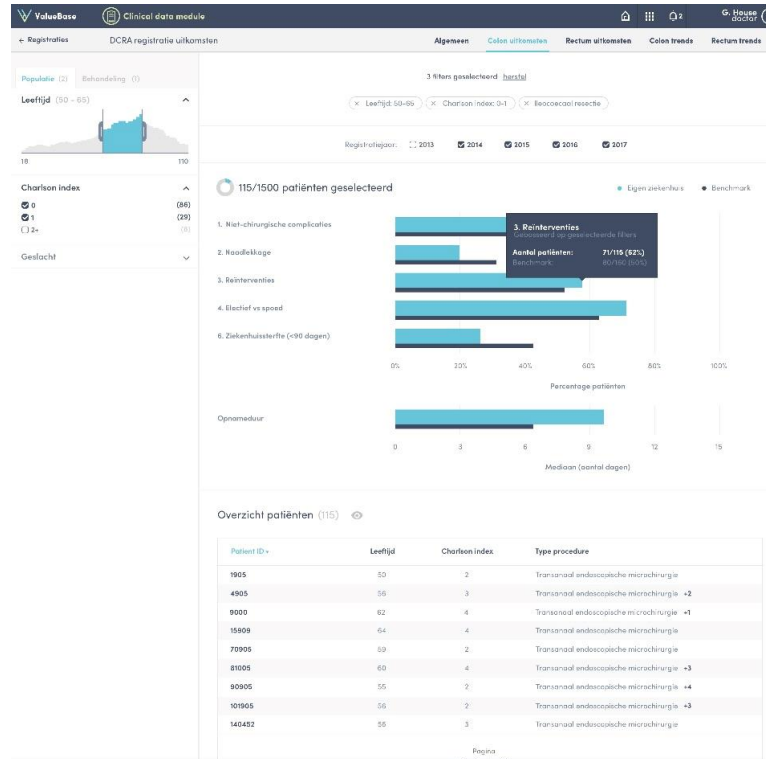 ValueBase
Clinical data module
2
G. House
doctor
← Registraties
DCRA registratie uitkomsten
Algemeen
Colon uitkomsten
Rectum uitkomsten
Colon trends
Rectum trends
Populatie (2)
Behandeling (1)
Leeftijd (50 - 65)
18
110
Charlson index
0 (86)
1 (29)
2+
Geslacht
3 filters geselecteerd herstel
× Leeftijd: 50-65
× Charlson index: 0-1
× Ileocoecaal resectie
Registratiejaar: 2013 2014 2015 2016 2017
115/1500 patiënten geselecteerd
Eigen ziekenhuis
Benchmark
1. Niet-chirurgische complicaties
2. Naadlekkage
3. Reïnterventies
4. Electief vs spoed
6. Ziekenhuissterfte (<90 dagen)
3. Reïnterventies
Gebaseerd op geselecteerde filters
Aantal patiënten: 71/115 (62%)
Benchmark: 80/160 (50%)
0% 20% 40% 60% 80% 100%
Percentage patiënten
Opnameduur
0 3 6 9 12 15
Mediaan (aantal dagen)
Overzicht patiënten (115)
Patient ID
Leeftijd
Charlson index
Type procedure
1905 50 2 Transanaal endoscopische microchirurgie
4905 56 3 Transanaal endoscopische microchirurgie +2
9000 62 4 Transanaal endoscopische microchirurgie +1
15909 64 4 Transanaal endoscopische microchirurgie
70905 59 2 Transanaal endoscopische microchirurgie
81005 60 4 Transanaal endoscopische microchirurgie +3
90905 55 2 Transanaal endoscopische microchirurgie +4
101905 56 2 Transanaal endoscopische microchirurgie +3
140452 56 3 Transanaal endoscopische microchirurgie
Pagina